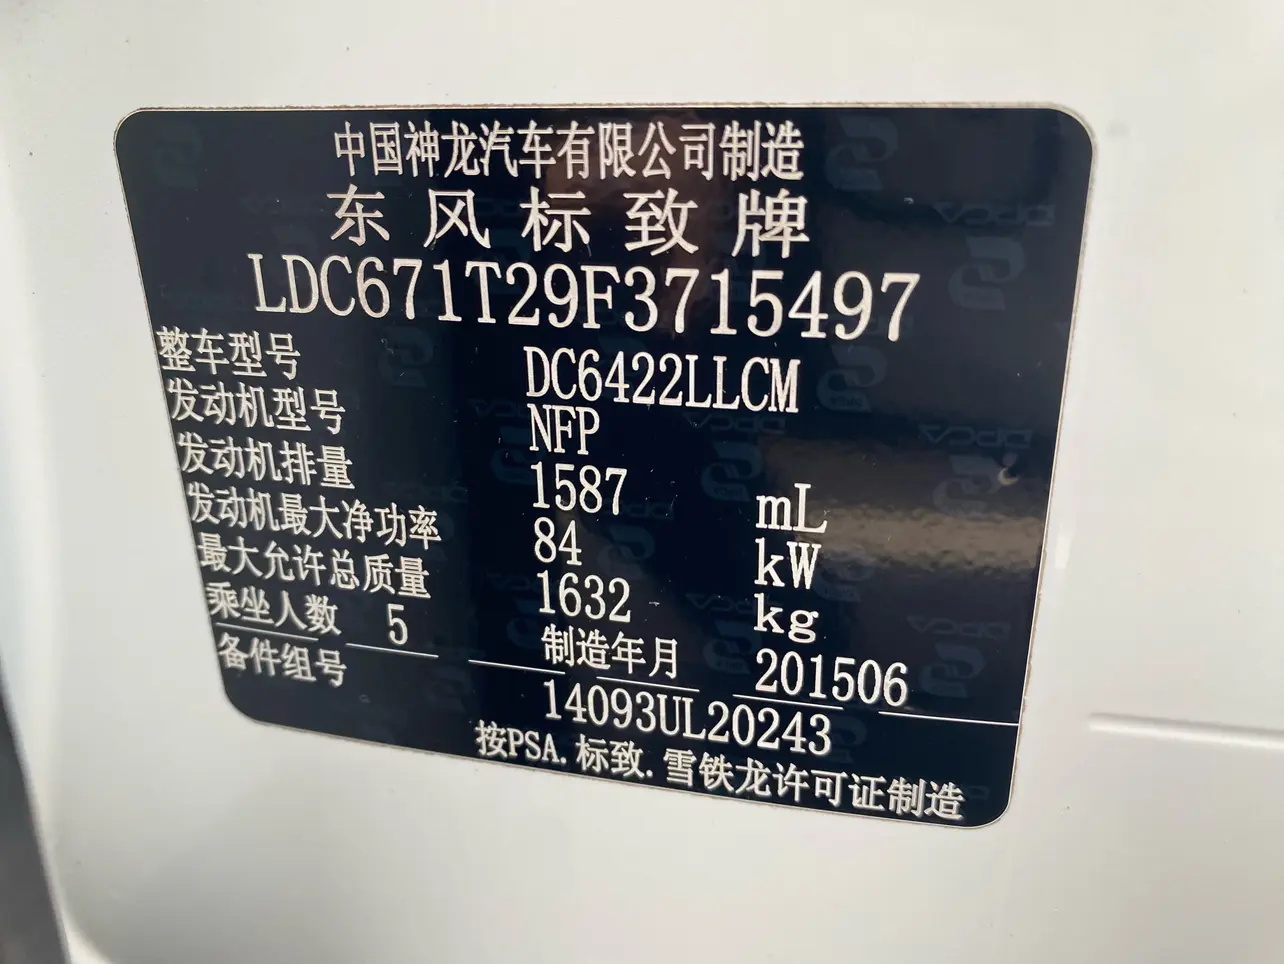 中国神龙汽车有限公司制造
东风标致牌
LDC671T29F3715497
整车型号 DC6422LLCM
发动机型号 NFP
发动机排量 1587 mL
发动机最大净功率 84 kW
最大允许总质量 1632 kg
乘坐人数 5 制造年月 201506
备件组号 14093UL20243
按PSA.标致.雪铁龙许可证制造